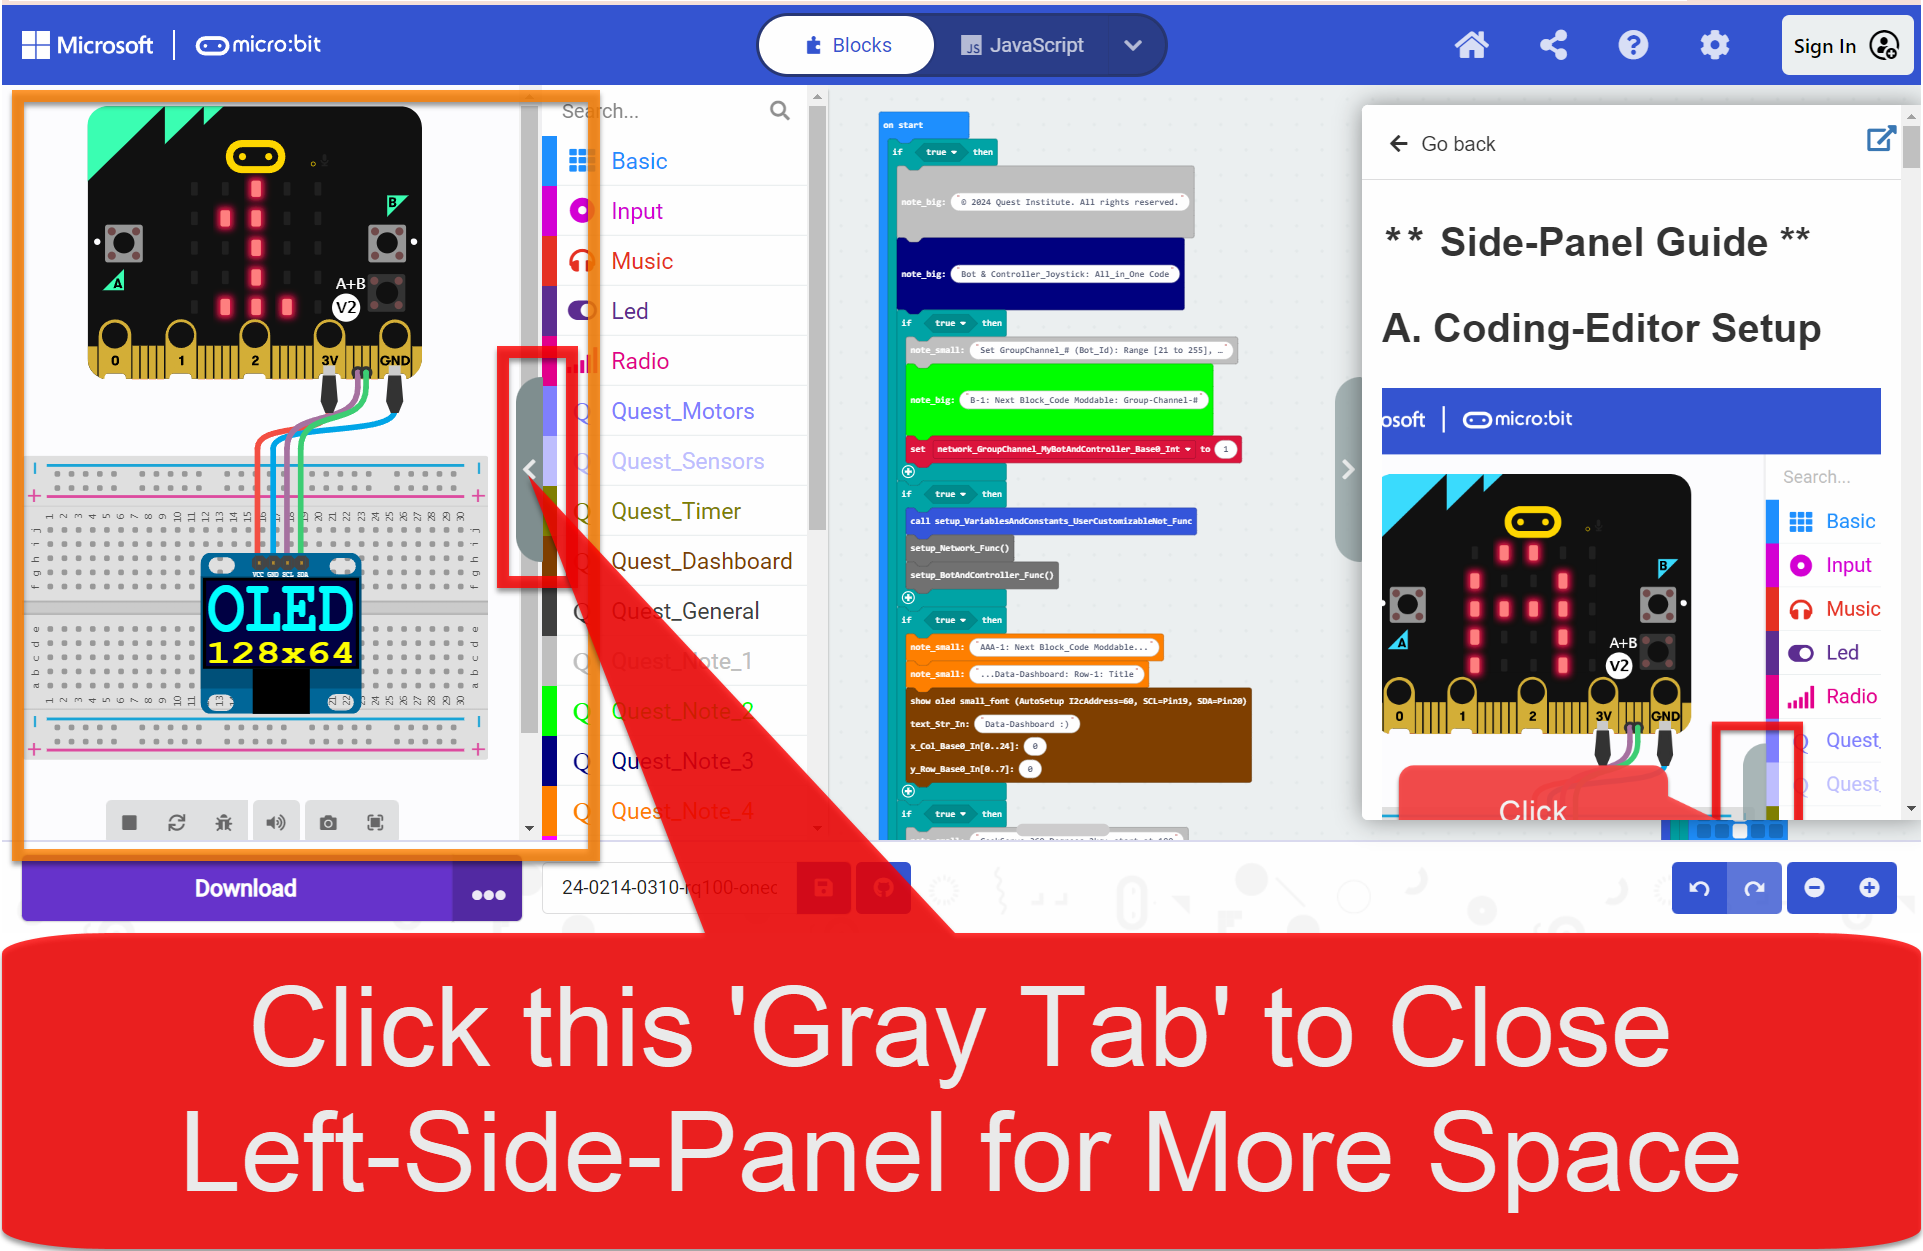 Microsoft | micro:bit
Blocks
JavaScript
Sign In
B
A
A+B
V2
0 1 2 3V GND
VCC GND SCL SDA
OLED
128x64
Search...
Basic
Input
Music
Led
Radio
Quest_Motors
Quest_Sensors
Quest_Timer
Quest_Dashboard
Quest_General
Quest_Note_1
Quest_Note_2
Quest_Note_3
Quest_Note_4
on start
if true then
note_big: © 2024 Quest Institute. All rights reserved.
note_big: Bot & Controller_Joystick: All_in_One Code
if true then
note_small: Set GroupChannel_# (Bot_Id): Range [21 to 255], …
note_big: B-1: Next Block_Code Moddable: Group-Channel-#
set network_GroupChannel_MyBotAndController_Base0_Int to 1
if true then
call setup_VariablesAndConstants_UserCustomizableNot_Func
setup_Network_Func()
setup_BotAndController_Func()
if true then
note_small: AAA-1: Next Block_Code Moddable...
note_small: ...Data-Dashboard: Row-1: Title
show oled small_font (AutoSetup I2cAddress=60, SCL=Pin19, SDA=Pin20)
text_Str_In: Data-Dashboard :)
x_Col_Base0_In[0..24]: 0
y_Row_Base0_In[0..7]: 0
if true then
Go back
** Side-Panel Guide **
A. Coding-Editor Setup
osoft | micro:bit
Search...
Basic
Input
Music
Led
Radio
Quest_
Quest_
B
A
A+B
V2
0 1 2 3V GND
Click
Download
24-0214-0310-rq100-onec
Click this 'Gray Tab' to Close
Left-Side-Panel for More Space